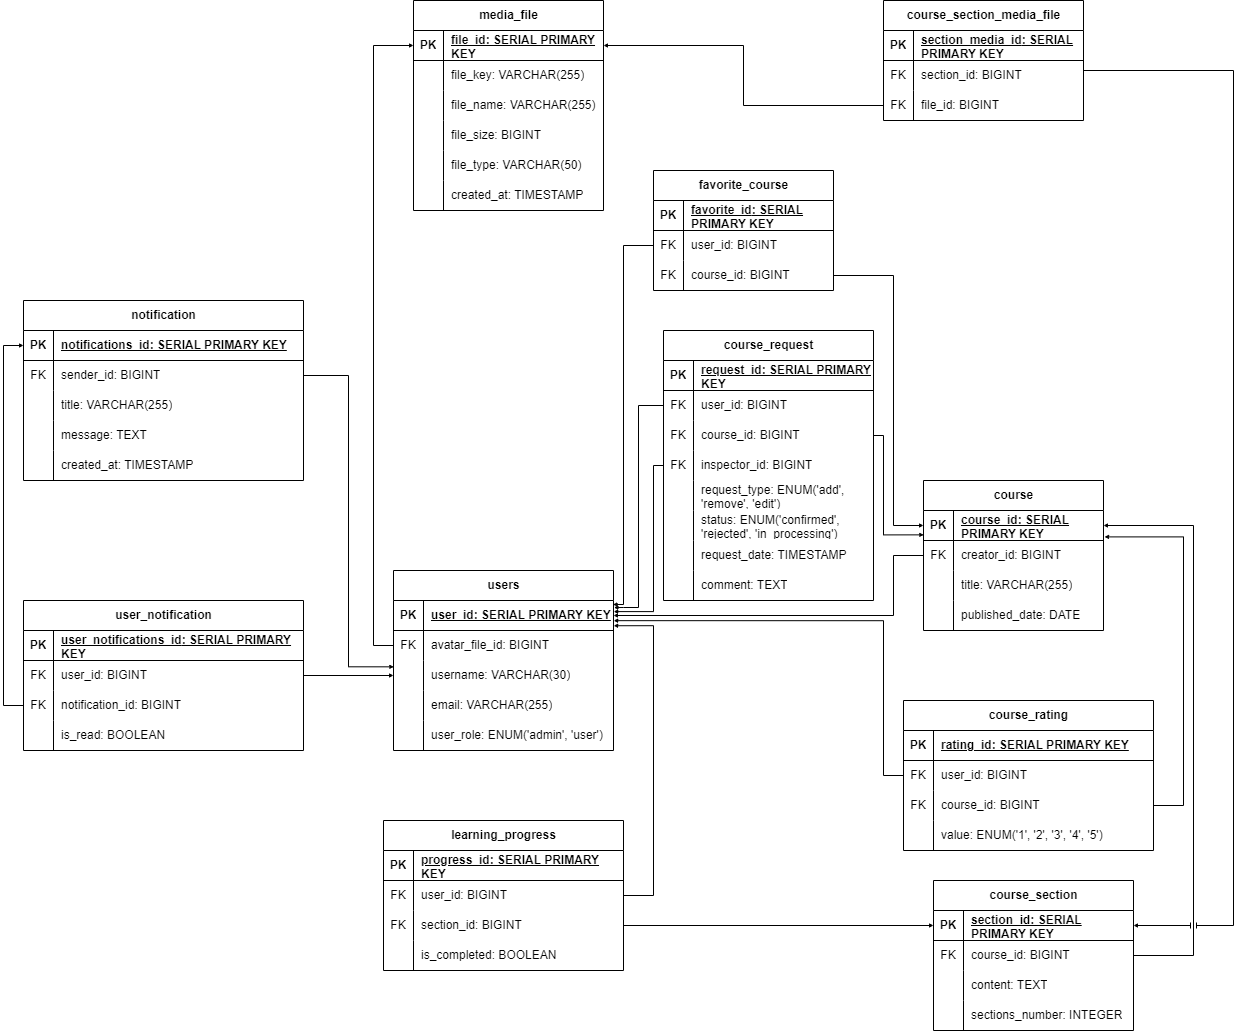 media_file
PK
file_id: SERIAL PRIMARY
KEY
file_key: VARCHAR(255)
file_name: VARCHAR(255)
file_size: BIGINT
file_type: VARCHAR(50)
created_at: TIMESTAMP
course_section_media_file
PK
section_media_id: SERIAL
PRIMARY KEY
FK
section_id: BIGINT
FK
file_id: BIGINT
favorite_course
PK
favorite_id: SERIAL
PRIMARY KEY
FK
user_id: BIGINT
FK
course_id: BIGINT
notification
PK
notifications_id: SERIAL PRIMARY KEY
FK
sender_id: BIGINT
title: VARCHAR(255)
message: TEXT
created_at: TIMESTAMP
course_request
PK
request_id: SERIAL PRIMARY
KEY
FK
user_id: BIGINT
FK
course_id: BIGINT
FK
inspector_id: BIGINT
request_type: ENUM('add',
'remove', 'edit')
status: ENUM('confirmed',
'rejected', 'in_processing')
request_date: TIMESTAMP
comment: TEXT
course
PK
course_id: SERIAL
PRIMARY KEY
FK
creator_id: BIGINT
title: VARCHAR(255)
published_date: DATE
users
PK
user_id: SERIAL PRIMARY KEY
FK
avatar_file_id: BIGINT
username: VARCHAR(30)
email: VARCHAR(255)
user_role: ENUM('admin', 'user')
user_notification
PK
user_notifications_id: SERIAL PRIMARY
KEY
FK
user_id: BIGINT
FK
notification_id: BIGINT
is_read: BOOLEAN
course_rating
PK
rating_id: SERIAL PRIMARY KEY
FK
user_id: BIGINT
FK
course_id: BIGINT
value: ENUM('1', '2', '3', '4', '5')
learning_progress
PK
progress_id: SERIAL PRIMARY
KEY
FK
user_id: BIGINT
FK
section_id: BIGINT
is_completed: BOOLEAN
course_section
PK
section_id: SERIAL
PRIMARY KEY
FK
course_id: BIGINT
content: TEXT
sections_number: INTEGER